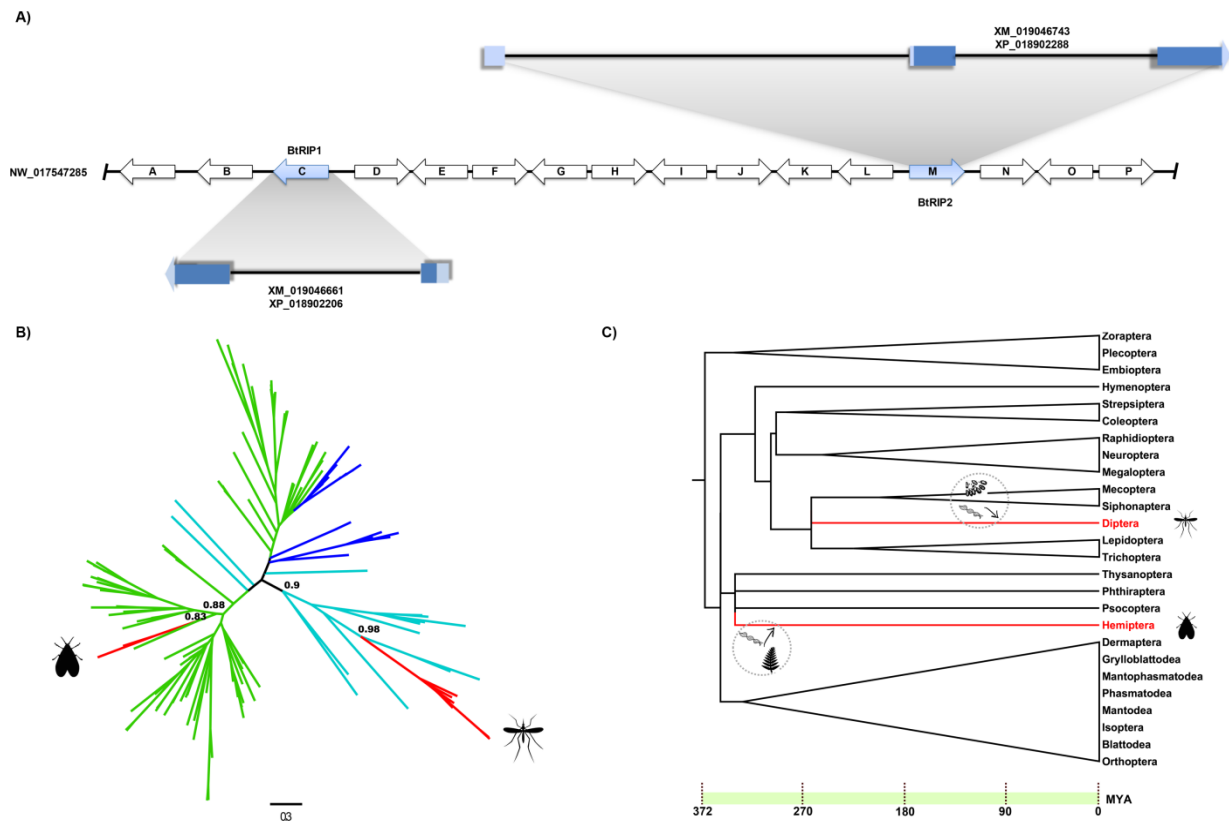 A)
XM_019046743
XP_018902288
BtRIP1
NW_017547285
A B C D E F G H I J K L M N O P
BtRIP2
XM_019046661
XP_018902206
B)
0.9
0.88
0.83
0.98
0.3
C)
Zoraptera
Plecoptera
Embioptera
Hymenoptera
Strepsiptera
Coleoptera
Raphidioptera
Neuroptera
Megaloptera
Mecoptera
Siphonaptera
Diptera
Lepidoptera
Trichoptera
Thysanoptera
Phthiraptera
Psocoptera
Hemiptera
Dermaptera
Grylloblattodea
Mantophasmatodea
Phasmatodea
Mantodea
Isoptera
Blattodea
Orthoptera
MYA
372 270 180 90 0